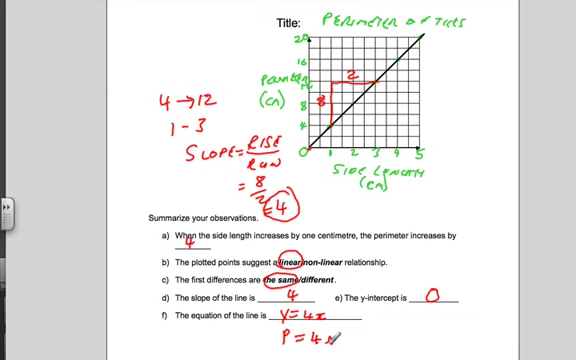 Title: PERIMETER OF TILES
20
16
12
8
4
0
PERIMETER
(CM)
2
8
1 2 3 4 5
SIDE LENGTH
(CM)
4 → 12
1 - 3
SLOPE = RISE
RUN
= 8
2
= 4
Summarize your observations.
a) When the side length increases by one centimetre, the perimeter increases by
4
b) The plotted points suggest a linear/non-linear relationship.
c) The first differences are the same/different.
d) The slope of the line is 4 e) The y-intercept is 0
f) The equation of the line is y = 4x
P = 4